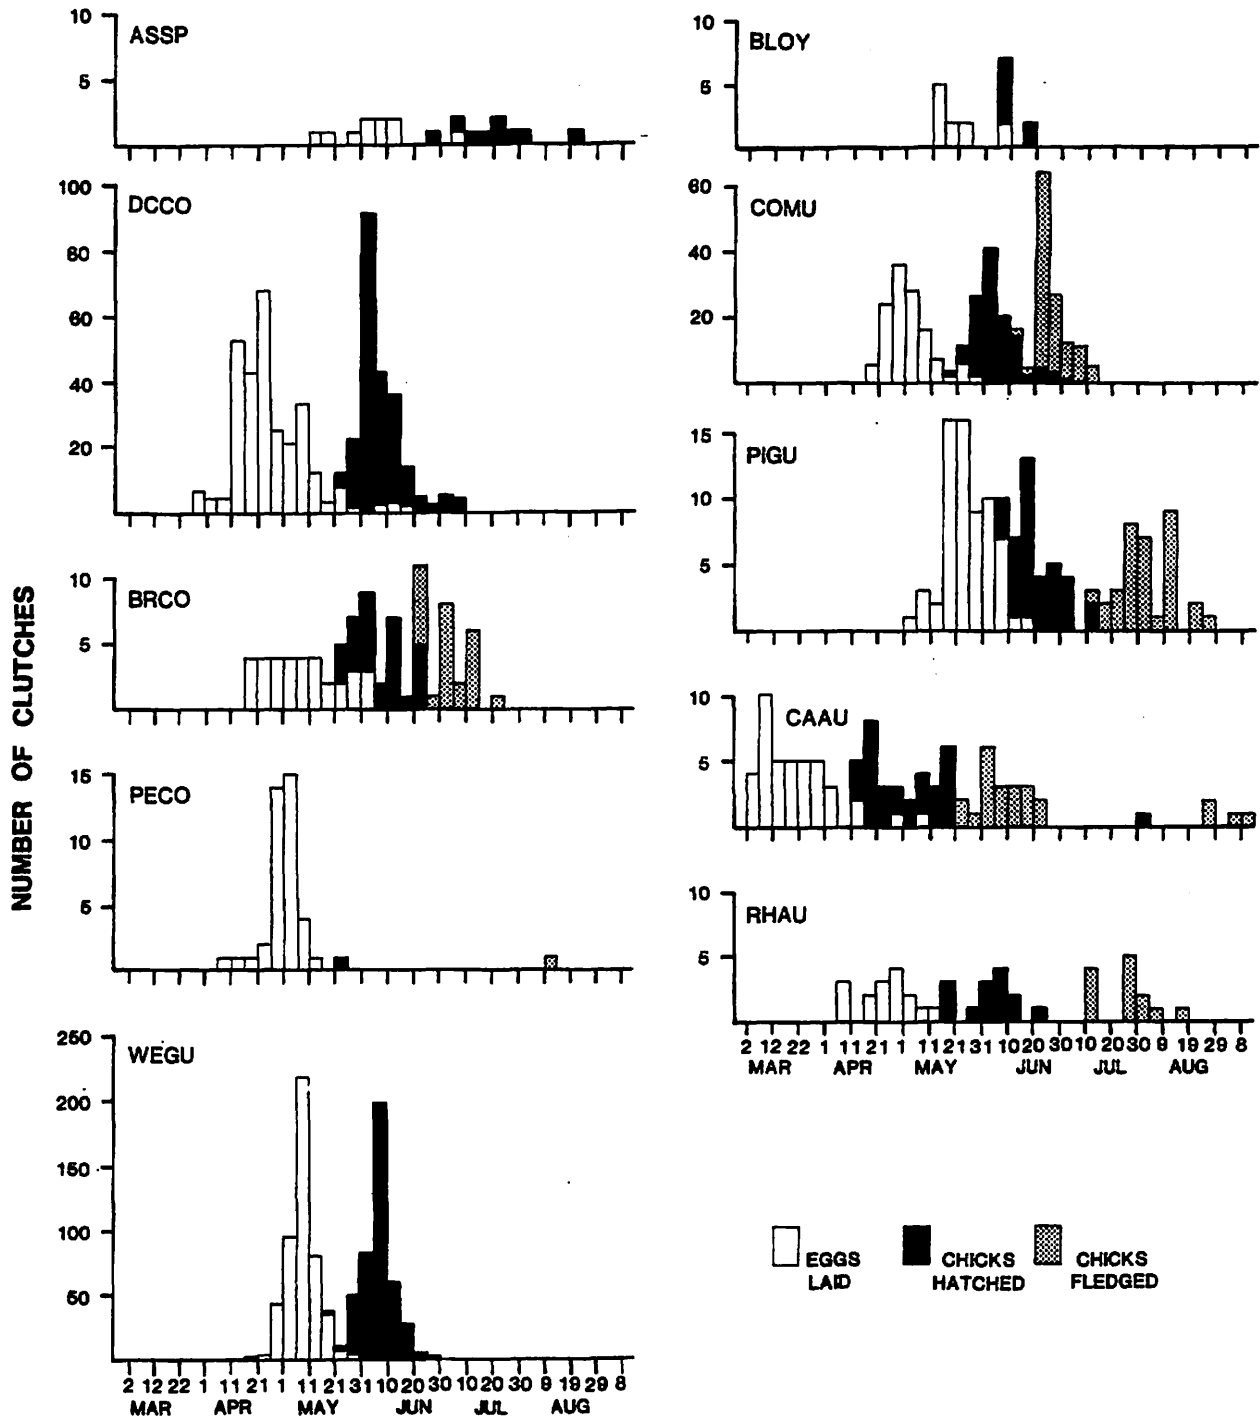 NUMBER OF CLUTCHES
ASSP
10
5
DCCO
100
80
60
40
20
BRCO
10
5
PECO
15
10
5
WEGU
250
200
150
100
50
2 12 22 1 11 21 1 11 21 31 10 20 30 10 20 30 9 19 29 8
MAR APR MAY JUN JUL AUG
BLOY
10
5
COMU
60
40
20
PIGU
15
10
5
CAAU
10
5
RHAU
10
5
2 12 22 1 11 21 1 11 21 31 10 20 30 10 20 30 9 19 29 8
MAR APR MAY JUN JUL AUG
EGGS LAID
CHICKS HATCHED
CHICKS FLEDGED